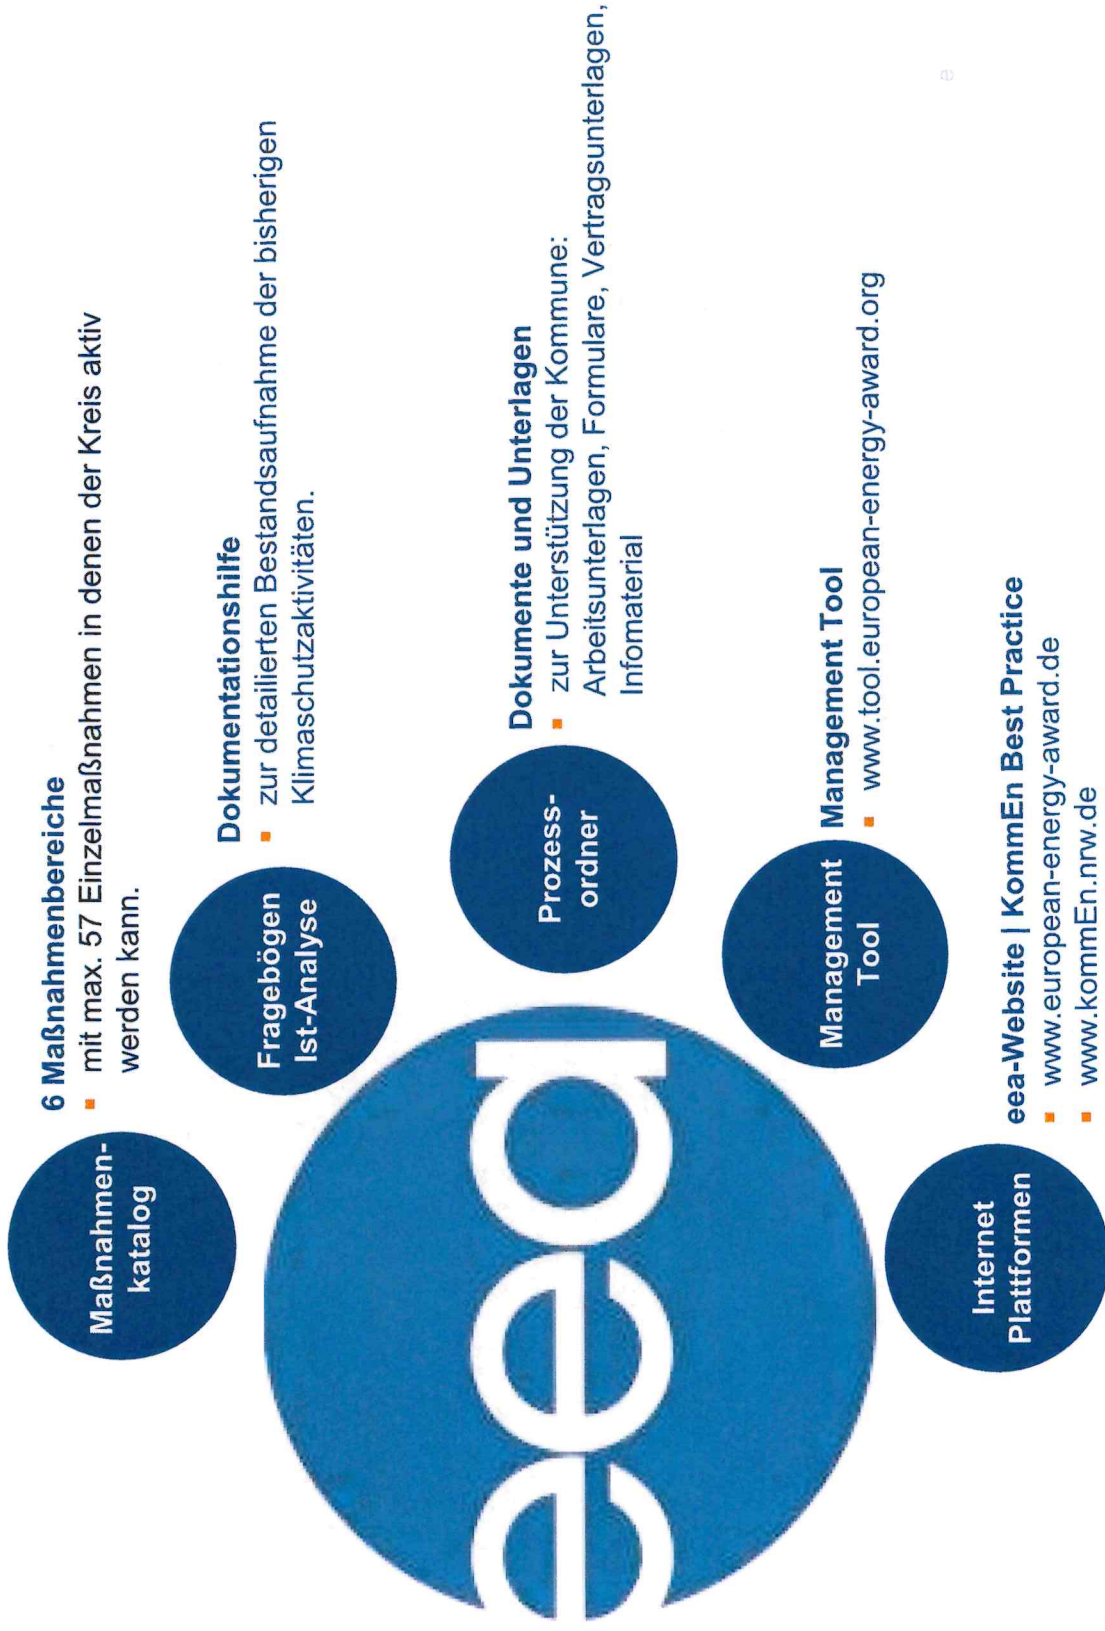 Maßnahmen-
katalog
6 Maßnahmenbereiche
▪ mit max. 57 Einzelmaßnahmen in denen der Kreis aktiv
werden kann.
Fragebögen
Ist-Analyse
Dokumentationshilfe
▪ zur detailierten Bestandsaufnahme der bisherigen
Klimaschutzaktivitäten.
eea
Prozess-
ordner
Dokumente und Unterlagen
▪ zur Unterstützung der Kommune:
Arbeitsunterlagen, Formulare, Vertragsunterlagen,
Infomaterial
Management
Tool
Management Tool
▪ www.tool.european-energy-award.org
Internet
Plattformen
eea-Website | KommEn Best Practice
▪ www.european-energy-award.de
▪ www.kommEn.nrw.de